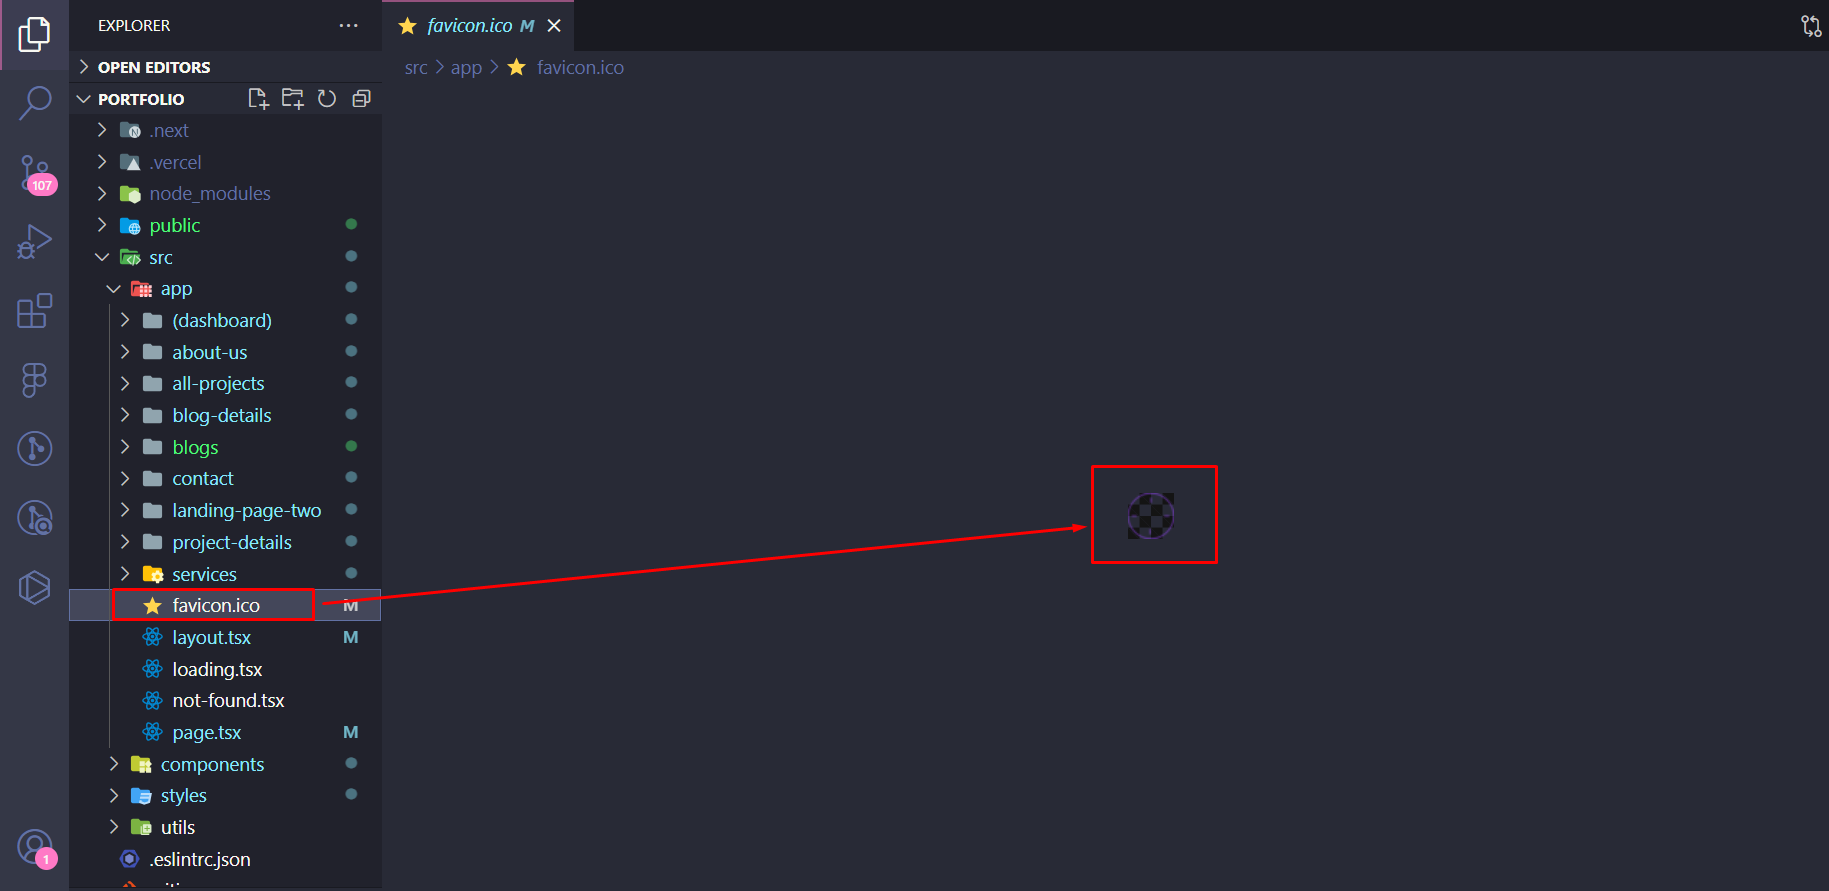 EXPLORER
OPEN EDITORS
PORTFOLIO
.next
.vercel
node_modules
public
src
app
(dashboard)
about-us
all-projects
blog-details
blogs
contact
landing-page-two
project-details
services
favicon.ico M
layout.tsx M
loading.tsx
not-found.tsx
page.tsx M
components
styles
utils
.eslintrc.json
107
1
favicon.ico M
src > app > favicon.ico